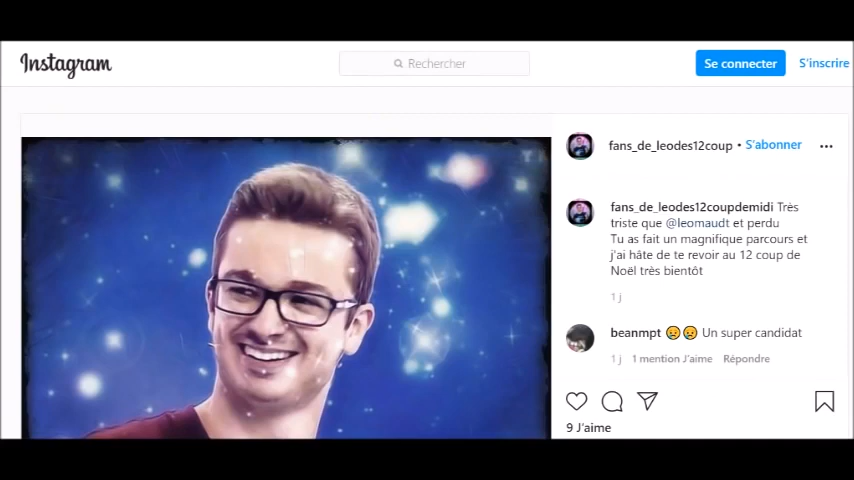 Instagram
Rechercher
Se connecter
S'inscrire
fans_de_leodes12coup • S'abonner
fans_de_leodes12coupdemidi Très
triste que @leomaudt et perdu
Tu as fait un magnifique parcours et
j'ai hâte de te revoir au 12 coup de
Noël très bientôt
1 j
beanmpt 😢😢 Un super candidat
1 j 1 mention J'aime Répondre
9 J'aime